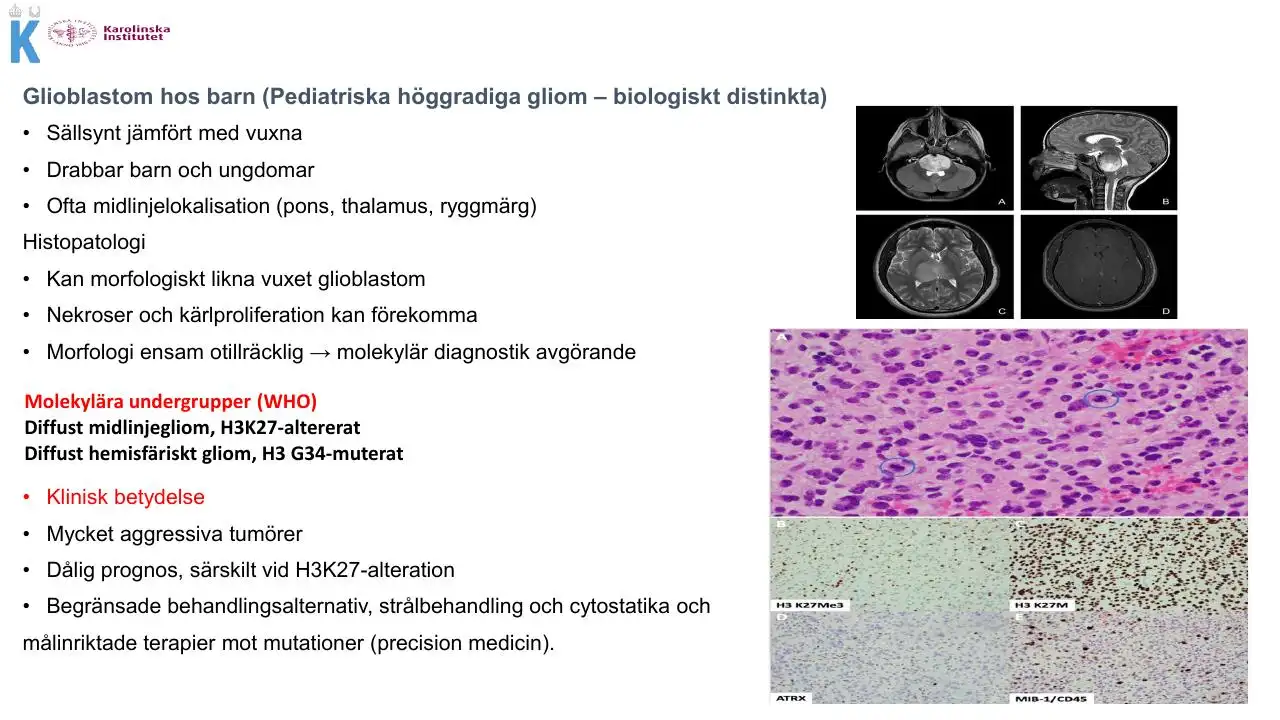 Karolinska
Institutet
Glioblastom hos barn (Pediatriska höggradiga gliom – biologiskt distinkta)
• Sällsynt jämfört med vuxna
• Drabbar barn och ungdomar
• Ofta midlinjelokalisation (pons, thalamus, ryggmärg)
Histopatologi
• Kan morfologiskt likna vuxet glioblastom
• Nekroser och kärlproliferation kan förekomma
• Morfologi ensam otillräcklig → molekylär diagnostik avgörande
Molekylära undergrupper (WHO)
Diffust midlinjegliom, H3K27-altererat
Diffust hemisfäriskt gliom, H3 G34-muterat
• Klinisk betydelse
• Mycket aggressiva tumörer
• Dålig prognos, särskilt vid H3K27-alteration
• Begränsade behandlingsalternativ, strålbehandling och cytostatika och
målinriktade terapier mot mutationer (precision medicin).
A
B
C
D
A
B
C
H3 K27Me3
H3 K27M
D
E
ATRX
MIB-1/CD45